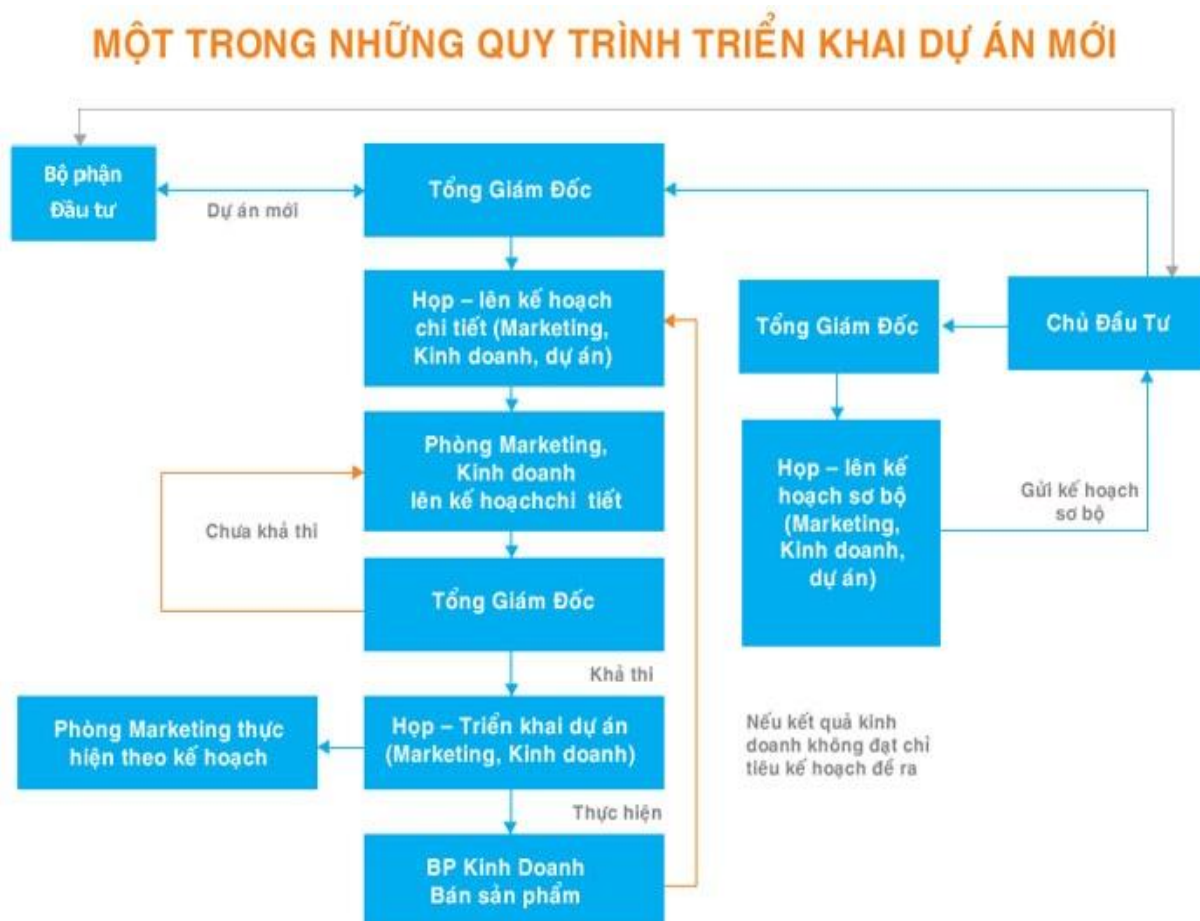 MỘT TRONG NHỮNG QUY TRÌNH TRIỂN KHAI DỰ ÁN MỚI
Bộ phận
Đầu tư
Dự án mới
Tổng Giám Đốc
Họp – lên kế hoạch
chi tiết (Marketing,
Kinh doanh, dự án)
Tổng Giám Đốc
Chủ Đầu Tư
Phòng Marketing,
Kinh doanh
lên kế hoạchchi tiết
Họp – lên kế
hoạch sơ bộ
(Marketing,
Kinh doanh,
dự án)
Gửi kế hoạch
sơ bộ
Chưa khả thi
Tổng Giám Đốc
Khả thi
Phòng Marketing thực
hiện theo kế hoạch
Họp – Triển khai dự án
(Marketing, Kinh doanh)
Nếu kết quả kinh
doanh không đạt chỉ
tiêu kế hoạch để ra
Thực hiện
BP Kinh Doanh
Bán sản phẩm